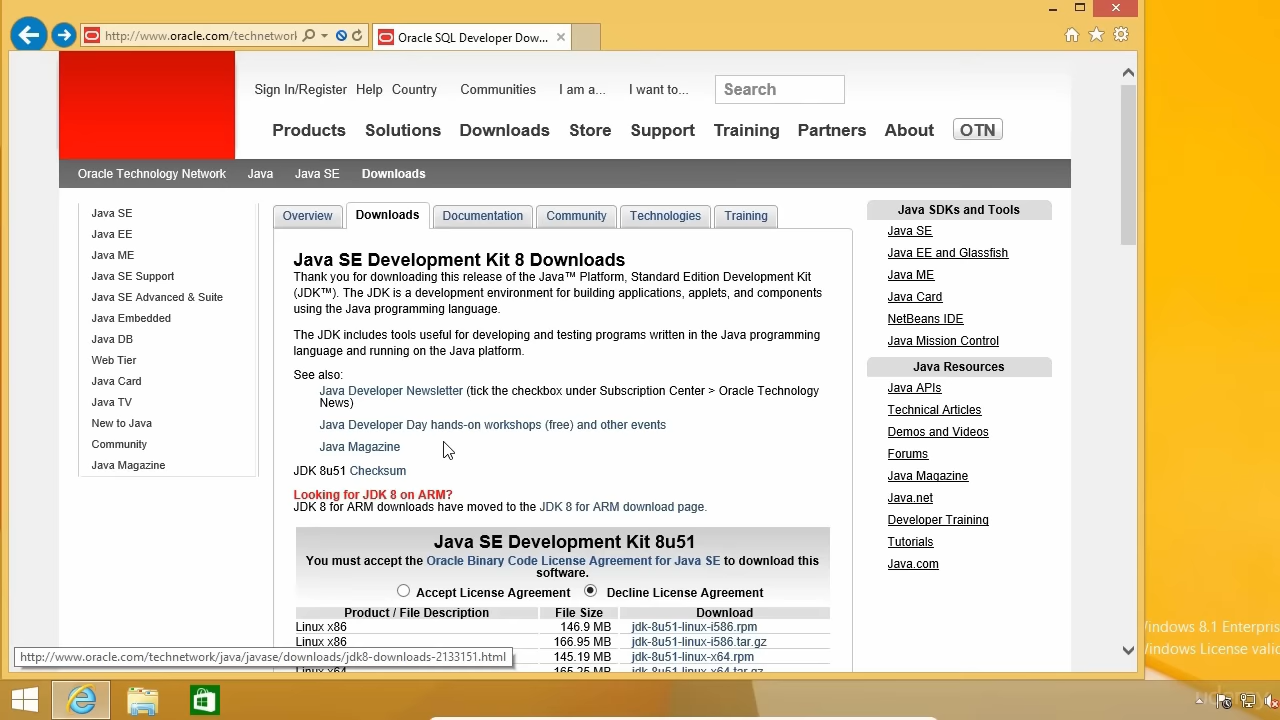 http://www.oracle.com/technetwork
Oracle SQL Developer Dow...
Sign In/Register Help Country Communities I am a... I want to... Search
Products Solutions Downloads Store Support Training Partners About OTN
Oracle Technology Network Java Java SE Downloads
Java SE
Java EE
Java ME
Java SE Support
Java SE Advanced & Suite
Java Embedded
Java DB
Web Tier
Java Card
Java TV
New to Java
Community
Java Magazine
Overview Downloads Documentation Community Technologies Training
Java SE Development Kit 8 Downloads
Thank you for downloading this release of the Java™ Platform, Standard Edition Development Kit
(JDK™). The JDK is a development environment for building applications, applets, and components
using the Java programming language.
The JDK includes tools useful for developing and testing programs written in the Java programming
language and running on the Java platform.
See also:
Java Developer Newsletter (tick the checkbox under Subscription Center > Oracle Technology
News)
Java Developer Day hands-on workshops (free) and other events
Java Magazine
JDK 8u51 Checksum
Looking for JDK 8 on ARM?
JDK 8 for ARM downloads have moved to the JDK 8 for ARM download page.
Java SE Development Kit 8u51
You must accept the Oracle Binary Code License Agreement for Java SE to download this
software.
Accept License Agreement Decline License Agreement
Product / File Description File Size Download
Linux x86 146.9 MB jdk-8u51-linux-i586.rpm
Linux x86 166.95 MB jdk-8u51-linux-i586.tar.gz
145.19 MB jdk-8u51-linux-x64.rpm
Linux x64 165.25 MB jdk-8u51-linux-x64.tar.gz
Java SDKs and Tools
Java SE
Java EE and Glassfish
Java ME
Java Card
NetBeans IDE
Java Mission Control
Java Resources
Java APIs
Technical Articles
Demos and Videos
Forums
Java Magazine
Java.net
Developer Training
Tutorials
Java.com
http://www.oracle.com/technetwork/java/javase/downloads/jdk8-downloads-2133151.html
indows 8.1 Enterpris
indows License valid